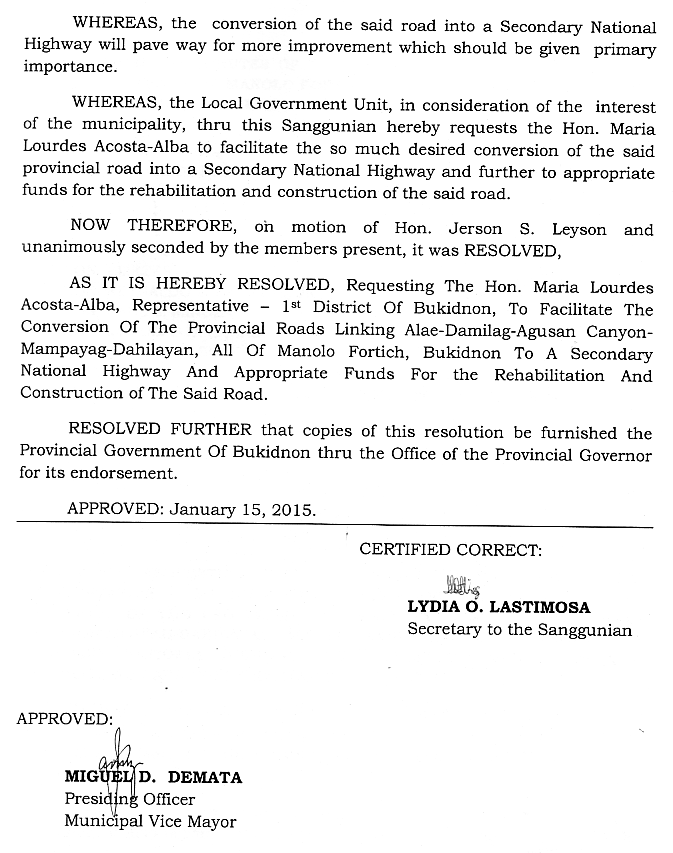 WHEREAS, the conversion of the said road into a Secondary National
Highway will pave way for more improvement which should be given primary
importance.
WHEREAS, the Local Government Unit, in consideration of the interest
of the municipality, thru this Sanggunian hereby requests the Hon. Maria
Lourdes Acosta-Alba to facilitate the so much desired conversion of the said
provincial road into a Secondary National Highway and further to appropriate
funds for the rehabilitation and construction of the said road.
NOW THEREFORE, on motion of Hon. Jerson S. Leyson and
unanimously seconded by the members present, it was RESOLVED,
AS IT IS HEREBY RESOLVED, Requesting The Hon. Maria Lourdes
Acosta-Alba, Representative – 1st District Of Bukidnon, To Facilitate The
Conversion Of The Provincial Roads Linking Alae-Damilag-Agusan Canyon-
Mampayag-Dahilayan, All Of Manolo Fortich, Bukidnon To A Secondary
National Highway And Appropriate Funds For the Rehabilitation And
Construction of The Said Road.
RESOLVED FURTHER that copies of this resolution be furnished the
Provincial Government Of Bukidnon thru the Office of the Provincial Governor
for its endorsement.
APPROVED: January 15, 2015.
CERTIFIED CORRECT:
LYDIA O. LASTIMOSA
Secretary to the Sanggunian
APPROVED:
MIGUEL D. DEMATA
Presiding Officer
Municipal Vice Mayor